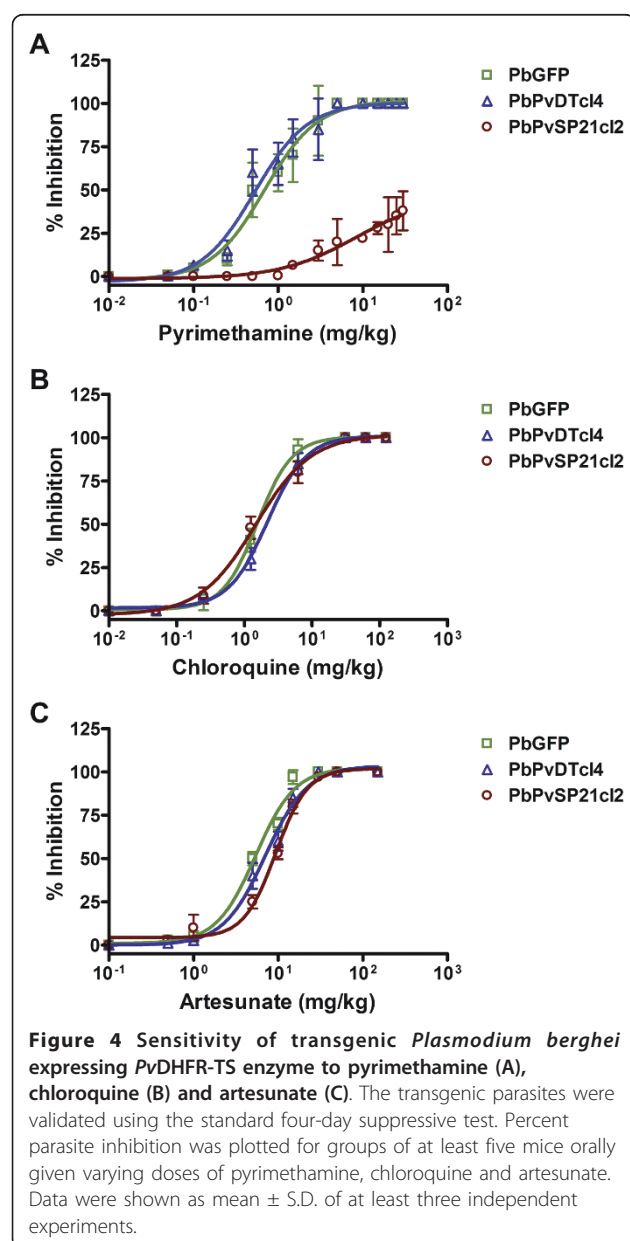 A
PbGFP
PbPvDTcl4
PbPvSP21cl2
125
100
75
50
25
0
% Inhibition
10-2 10-1 100 101 102
Pyrimethamine (mg/kg)
B
PbGFP
PbPvDTcl4
PbPvSP21cl2
125
100
75
50
25
0
% Inhibition
10-2 10-1 100 101 102 103
Chloroquine (mg/kg)
C
PbGFP
PbPvDTcl4
PbPvSP21cl2
125
100
75
50
25
0
% Inhibition
10-1 100 101 102 103
Artesunate (mg/kg)
Figure 4 Sensitivity of transgenic Plasmodium berghei
expressing PvDHFR-TS enzyme to pyrimethamine (A),
chloroquine (B) and artesunate (C). The transgenic parasites were
validated using the standard four-day suppressive test. Percent
parasite inhibition was plotted for groups of at least five mice orally
given varying doses of pyrimethamine, chloroquine and artesunate.
Data were shown as mean ± S.D. of at least three independent
experiments.